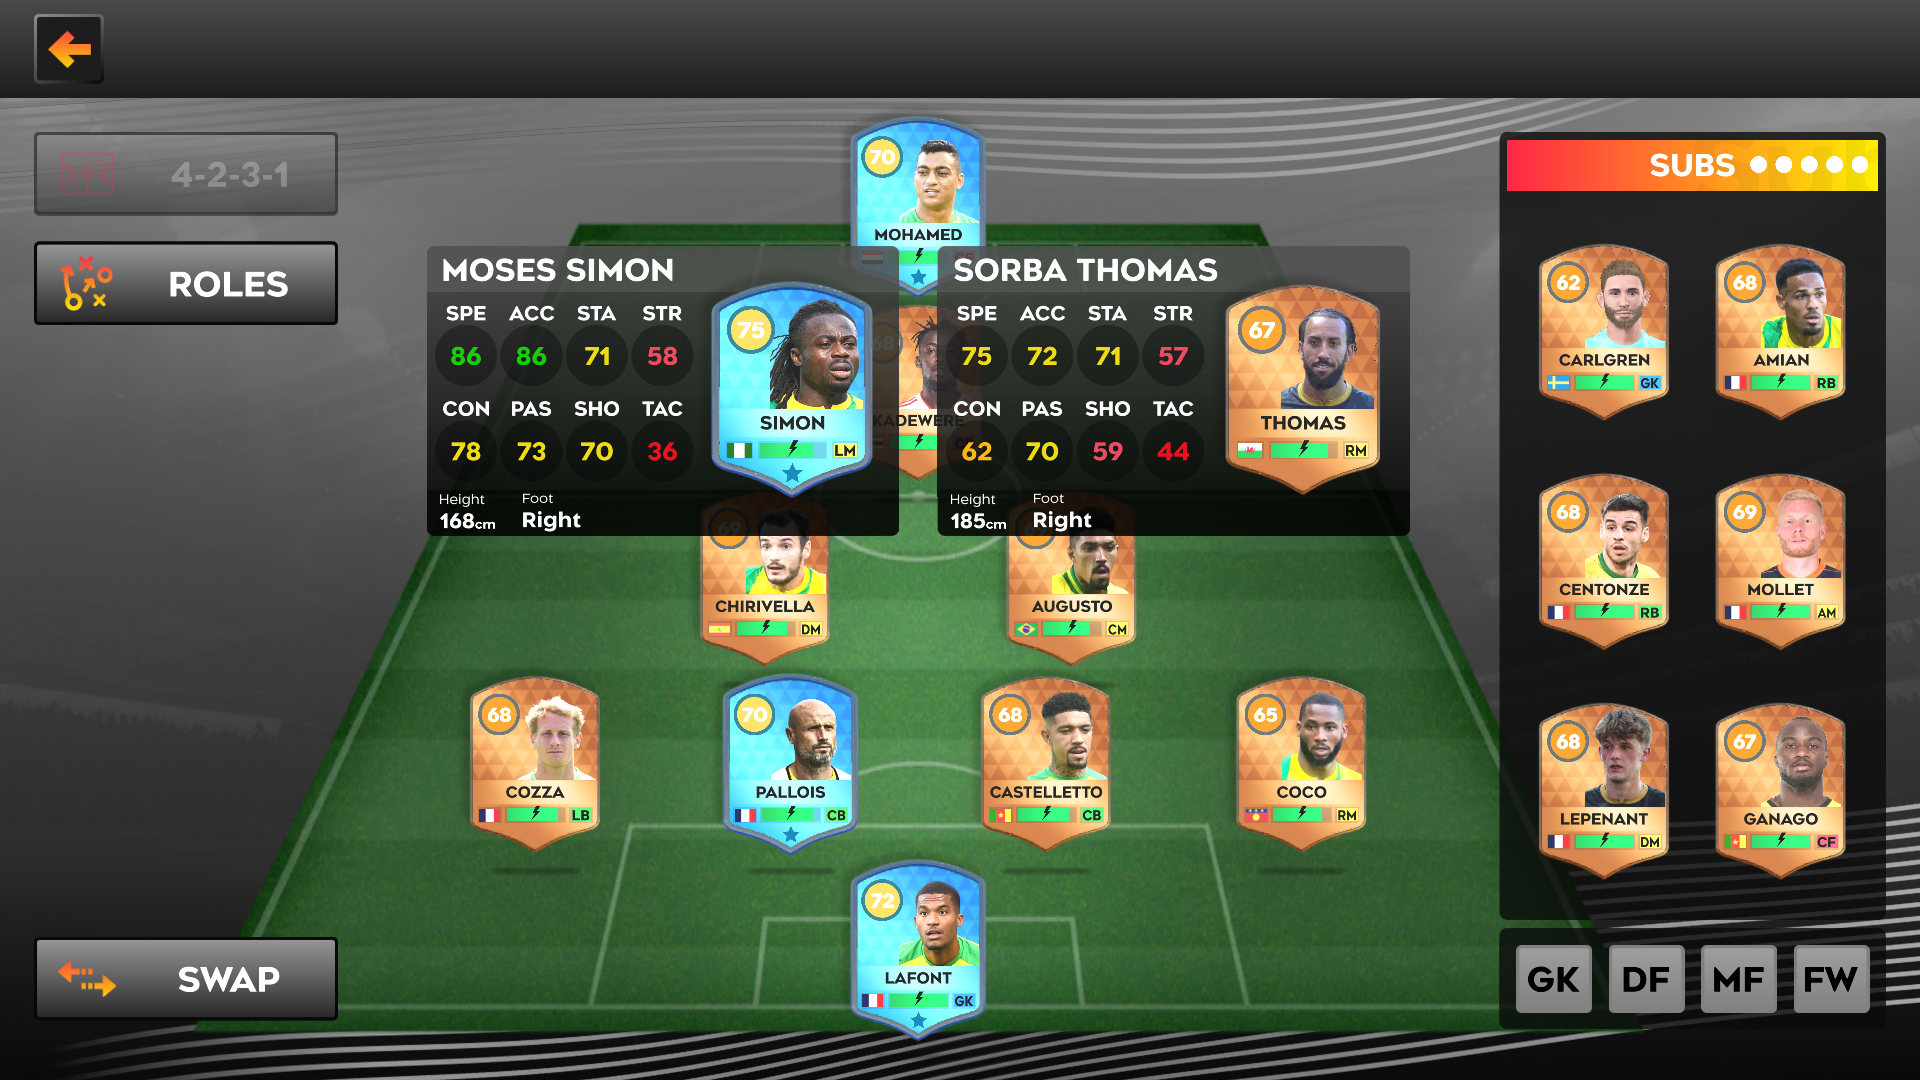 4-2-3-1
ROLES
SWAP
70
MOHAMED
MOSES SIMON
SPE ACC STA STR
86 86 71 58
CON PAS SHO TAC
78 73 70 36
Height Foot
168cm Right
75
SIMON
LM
68
KADEWERE
SORBA THOMAS
SPE ACC STA STR
75 72 71 57
CON PAS SHO TAC
62 70 59 44
Height Foot
185cm Right
67
THOMAS
RM
69
CHIRIVELLA
DM
AUGUSTO
CM
68
COZZA
LB
70
PALLOIS
CB
68
CASTELLETTO
CB
65
COCO
RM
72
LAFONT
GK
SUBS
62
CARLGREN
GK
68
AMIAN
RB
68
CENTONZE
RB
69
MOLLET
AM
68
LEPENANT
DM
67
GANAGO
CF
GK DF MF FW